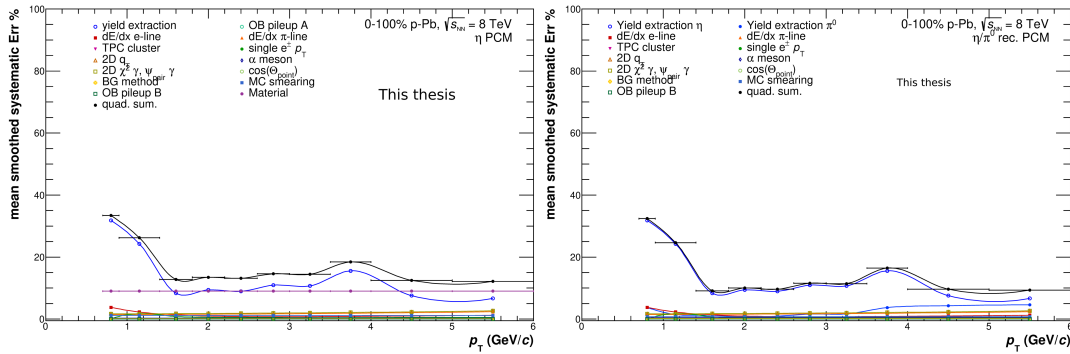 mean smoothed systematic Err %
100
80
60
40
20
0
0 1 2 3 4 5 6
p_T (GeV/c)
yield extraction
dE/dx e-line
TPC cluster
2D q_T
2D χ² γ, ψ_pair γ
BG method
OB pileup B
quad. sum.
OB pileup A
dE/dx π-line
single e^± p_T
α meson
cos(Θ_point)
MC smearing
Material
0-100% p-Pb, √s_NN = 8 TeV
η PCM
This thesis
mean smoothed systematic Err %
100
80
60
40
20
0
0 1 2 3 4 5 6
p_T (GeV/c)
Yield extraction η
dE/dx e-line
TPC cluster
2D q_T
2D χ² γ, ψ_pair γ
BG method
OB pileup B
quad. sum.
Yield extraction π⁰
dE/dx π-line
single e^± p_T
α meson
cos(Θ_point)
MC smearing
0-100% p-Pb, √s_NN = 8 TeV
η/π⁰ rec. PCM
This thesis